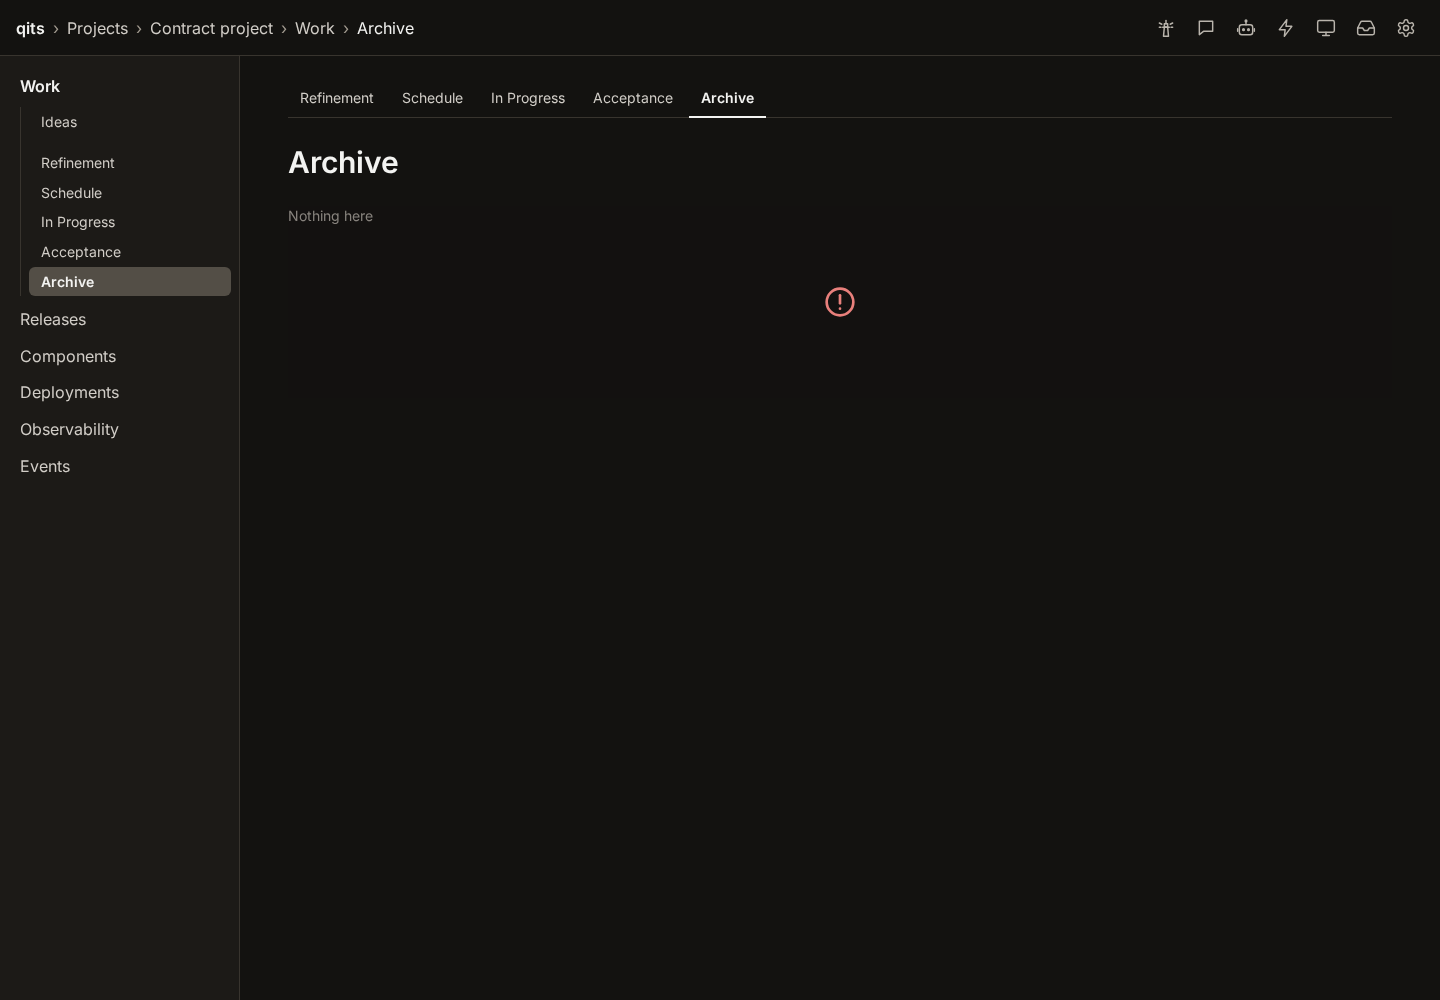 qits › Projects › Contract project › Work › Archive
Work
Ideas
Refinement
Schedule
In Progress
Acceptance
Archive
Releases
Components
Deployments
Observability
Events
Refinement Schedule In Progress Acceptance Archive
Archive
Nothing here